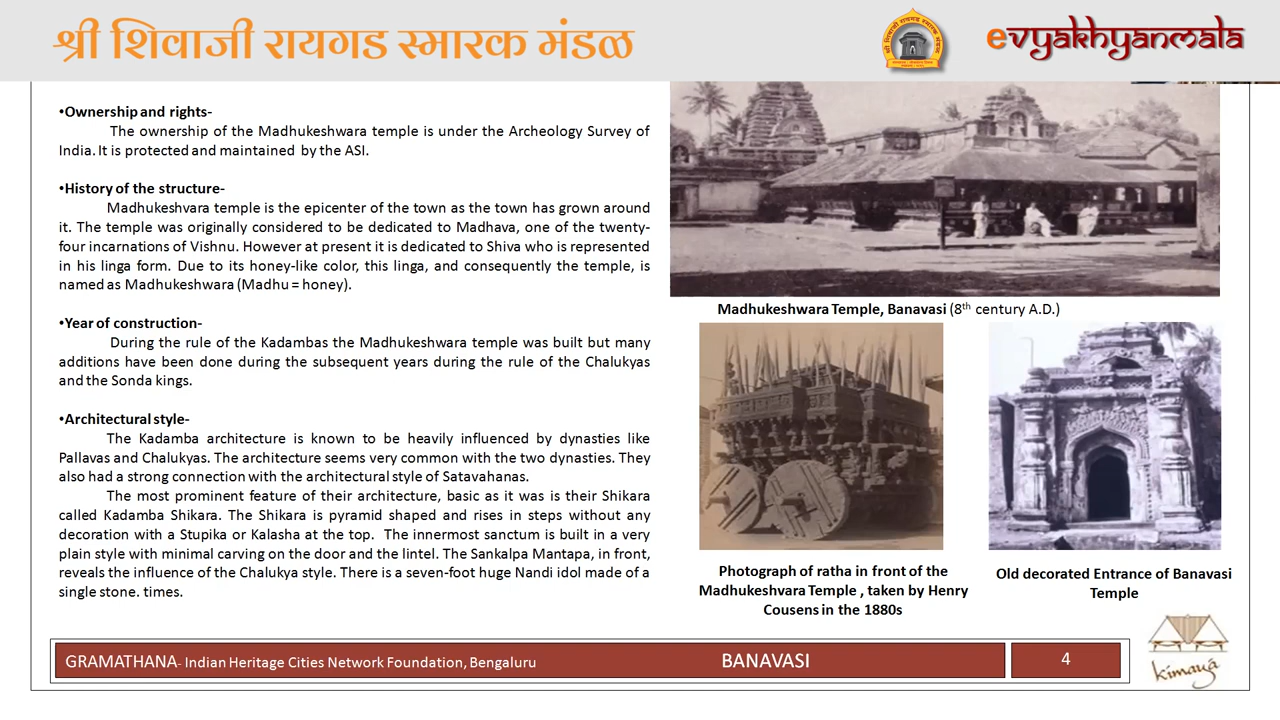 श्री शिवाजी रायगड स्मारक मंडळ
evyakhyanmala
•Ownership and rights-
The ownership of the Madhukeshwara temple is under the Archeology Survey of
India. It is protected and maintained by the ASI.
•History of the structure-
Madhukeshvara temple is the epicenter of the town as the town has grown around
it. The temple was originally considered to be dedicated to Madhava, one of the twenty-
four incarnations of Vishnu. However at present it is dedicated to Shiva who is represented
in his linga form. Due to its honey-like color, this linga, and consequently the temple, is
named as Madhukeshwara (Madhu = honey).
•Year of construction-
During the rule of the Kadambas the Madhukeshwara temple was built but many
additions have been done during the subsequent years during the rule of the Chalukyas
and the Sonda kings.
•Architectural style-
The Kadamba architecture is known to be heavily influenced by dynasties like
Pallavas and Chalukyas. The architecture seems very common with the two dynasties. They
also had a strong connection with the architectural style of Satavahanas.
The most prominent feature of their architecture, basic as it was is their Shikara
called Kadamba Shikara. The Shikara is pyramid shaped and rises in steps without any
decoration with a Stupika or Kalasha at the top. The innermost sanctum is built in a very
plain style with minimal carving on the door and the lintel. The Sankalpa Mantapa, in front,
reveals the influence of the Chalukya style. There is a seven-foot huge Nandi idol made of a
single stone. times.
Madhukeshwara Temple, Banavasi (8th century A.D.)
Photograph of ratha in front of the
Madhukeshvara Temple , taken by Henry
Cousens in the 1880s
Old decorated Entrance of Banavasi
Temple
GRAMATHANA- Indian Heritage Cities Network Foundation, Bengaluru
BANAVASI
4
kimayā